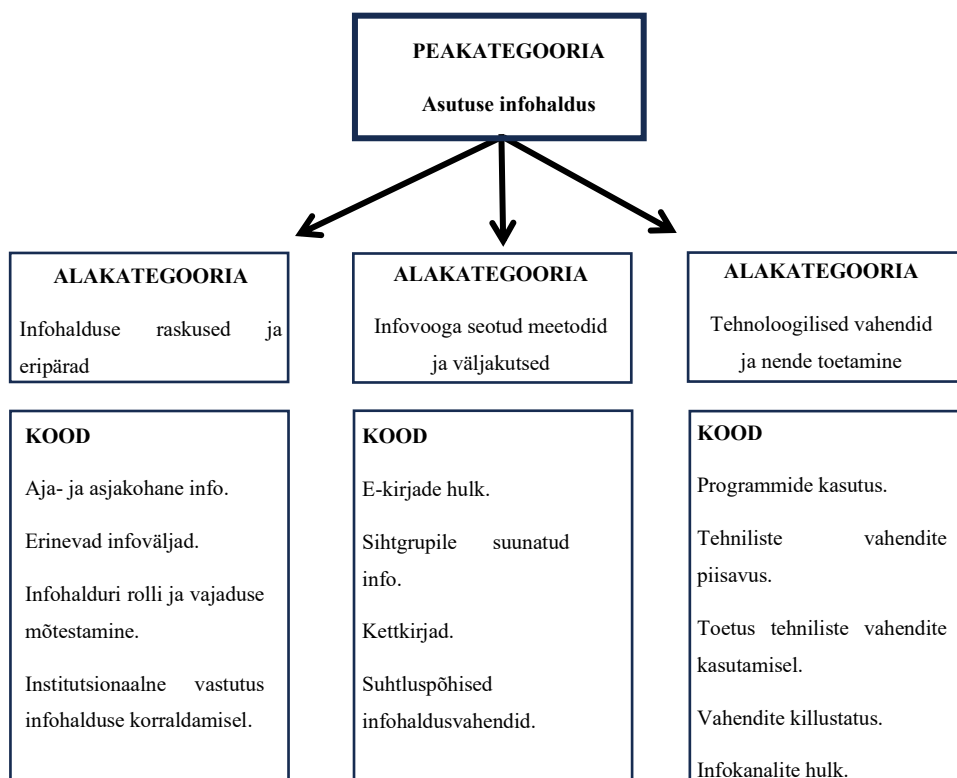 PEAKATEGOORIA
Asutuse infohaldus
ALAKATEGOORIA
Infohalduse raskused ja
eripärad
ALAKATEGOORIA
Infovooga seotud meetodid
ja väljakutsed
ALAKATEGOORIA
Tehnoloogilised vahendid
ja nende toetamine
KOOD
Aja- ja asjakohane info.
Erinevad infoväljad.
Infohalduri rolli ja vajaduse
mõtestamine.
Institutsionaalne vastutus
infohalduse korraldamisel.
KOOD
E-kirjade hulk.
Sihtgrupile suunatud
info.
Kettkirjad.
Suhtluspõhised
infohaldusvahendid.
KOOD
Programmide kasutus.
Tehniliste vahendite
piisavus.
Toetus tehniliste vahendite
kasutamisel.
Vahendite killustatus.
Infokanalite hulk.